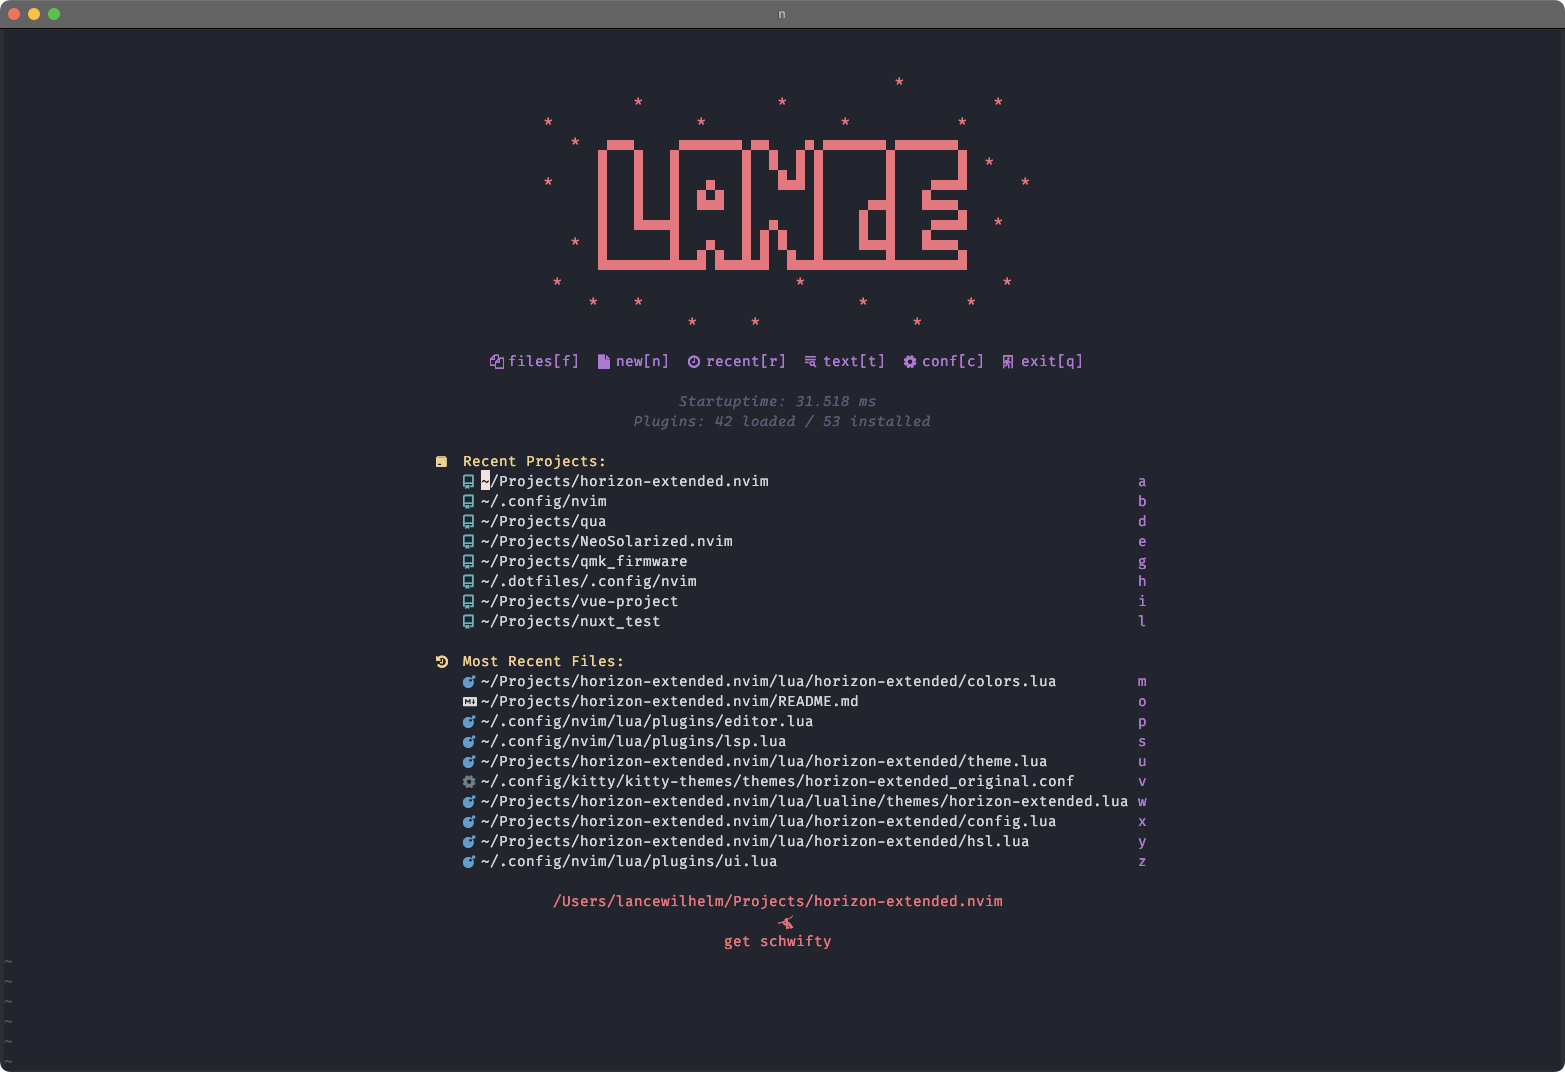 n
LANCE
files[f] new[n] recent[r] text[t] conf[c] exit[q]
Startuptime: 31.518 ms
Plugins: 42 loaded / 53 installed
Recent Projects:
~/Projects/horizon-extended.nvim a
~/.config/nvim b
~/Projects/qua d
~/Projects/NeoSolarized.nvim e
~/Projects/qmk_firmware g
~/.dotfiles/.config/nvim h
~/Projects/vue-project i
~/Projects/nuxt_test l
Most Recent Files:
~/Projects/horizon-extended.nvim/lua/horizon-extended/colors.lua m
~/Projects/horizon-extended.nvim/README.md o
~/.config/nvim/lua/plugins/editor.lua p
~/.config/nvim/lua/plugins/lsp.lua s
~/Projects/horizon-extended.nvim/lua/horizon-extended/theme.lua u
~/.config/kitty/kitty-themes/themes/horizon-extended_original.conf v
~/Projects/horizon-extended.nvim/lua/lualine/themes/horizon-extended.lua w
~/Projects/horizon-extended.nvim/lua/horizon-extended/config.lua x
~/Projects/horizon-extended.nvim/lua/horizon-extended/hsl.lua y
~/.config/nvim/lua/plugins/ui.lua z
/Users/lancewilhelm/Projects/horizon-extended.nvim
get schwifty
~
~
~
~
~
~